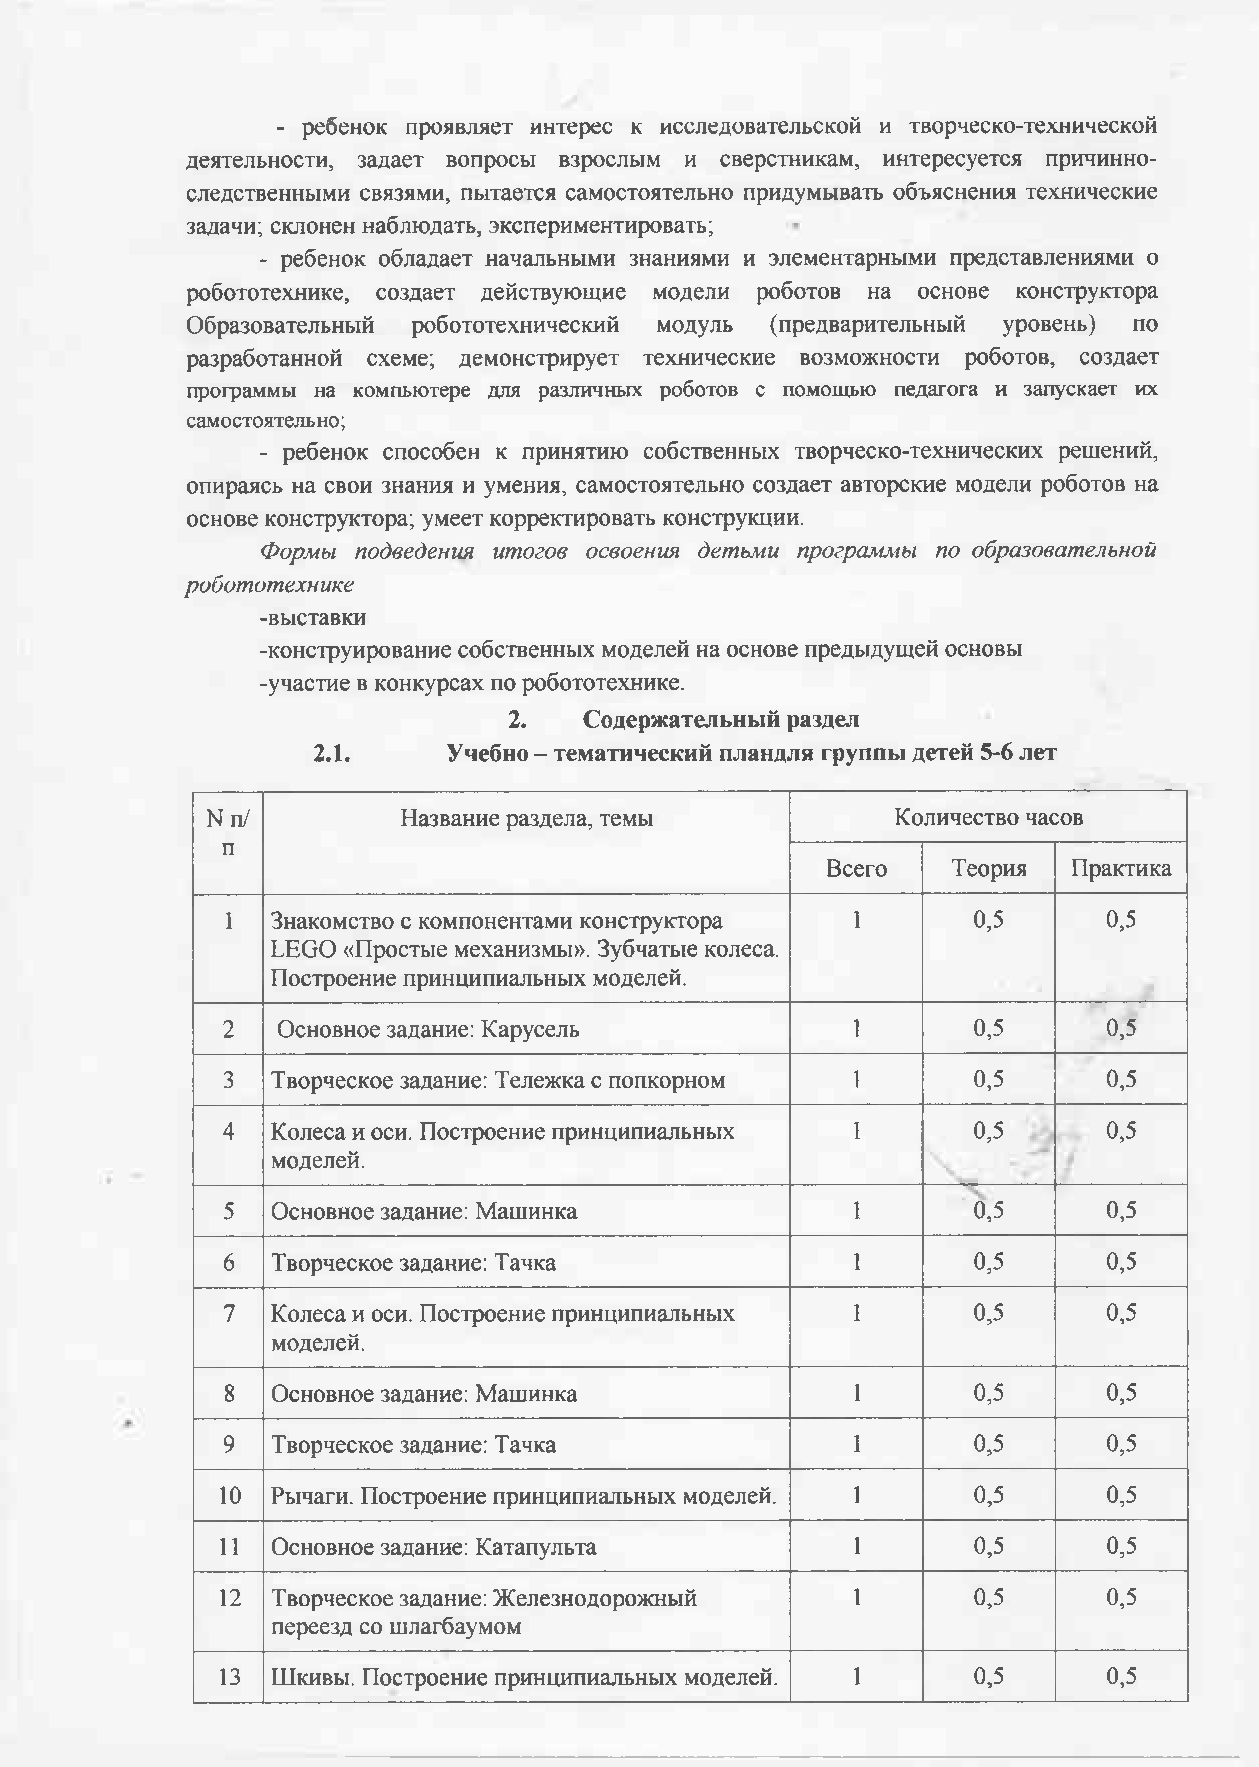 - ребенок проявляет интерес к исследовательской и творческо-технической
деятельности, задает вопросы взрослым и сверстникам, интересуется причинно-
следственными связями, пытается самостоятельно придумывать объяснения технические
задачи; склонен наблюдать, экспериментировать;
- ребенок обладает начальными знаниями и элементарными представлениями о
робототехнике, создает действующие модели роботов на основе конструктора
Образовательный робототехнический модуль (предварительный уровень) по
разработанной схеме; демонстрирует технические возможности роботов, создает
программы на компьютере для различных роботов с помощью педагога и запускает их
самостоятельно;
- ребенок способен к принятию собственных творческо-технических решений,
опираясь на свои знания и умения, самостоятельно создает авторские модели роботов на
основе конструктора; умеет корректировать конструкции.
Формы подведения итогов освоения детьми программы по образовательной
робототехнике
-выставки
-конструирование собственных моделей на основе предыдущей основы
-участие в конкурсах по робототехнике.
2. Содержательный раздел
2.1. Учебно – тематический пландля группы детей 5-6 лет
N п/ Название раздела, темы Количество часов
п
Всего Теория Практика
1 Знакомство с компонентами конструктора 1 0,5 0,5
LEGO «Простые механизмы». Зубчатые колеса.
Построение принципиальных моделей.
2 Основное задание: Карусель 1 0,5 0,5
3 Творческое задание: Тележка с попкорном 1 0,5 0,5
4 Колеса и оси. Построение принципиальных 1 0,5 0,5
моделей.
5 Основное задание: Машинка 1 0,5 0,5
6 Творческое задание: Тачка 1 0,5 0,5
7 Колеса и оси. Построение принципиальных 1 0,5 0,5
моделей.
8 Основное задание: Машинка 1 0,5 0,5
9 Творческое задание: Тачка 1 0,5 0,5
10 Рычаги. Построение принципиальных моделей. 1 0,5 0,5
11 Основное задание: Катапульта 1 0,5 0,5
12 Творческое задание: Железнодорожный 1 0,5 0,5
переезд со шлагбаумом
13 Шкивы. Построение принципиальных моделей. 1 0,5 0,5